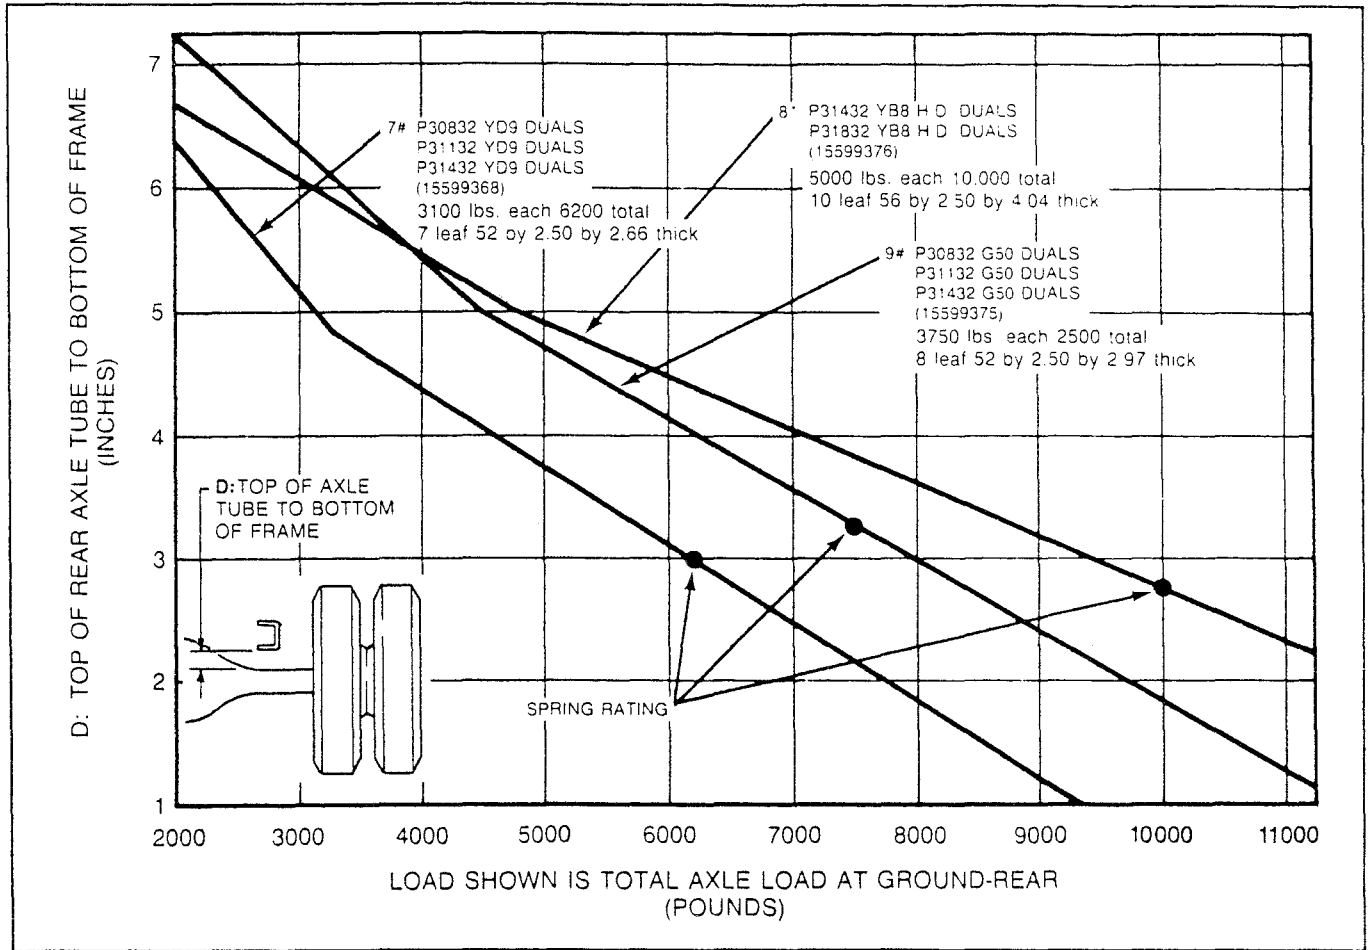 D: TOP OF REAR AXLE TUBE TO BOTTOM OF FRAME
(INCHES)
7
6
5
4
3
2
1
7# P30832 YD9 DUALS
P31132 YD9 DUALS
P31432 YD9 DUALS
(15599368)
3100 lbs. each 6200 total
7 leaf 52 by 2.50 by 2.66 thick
8* P31432 YB8 H D DUALS
P31832 YB8 H D DUALS
(15599376)
5000 lbs. each 10.000 total
10 leaf 56 by 2 50 by 4 04 thick
9# P30832 G50 DUALS
P31132 G50 DUALS
P31432 G50 DUALS
(15599375)
3750 lbs each 2500 total
8 leaf 52 by 2.50 by 2 97 thick
D:TOP OF AXLE
TUBE TO BOTTOM
OF FRAME
SPRING RATING
2000 3000 4000 5000 6000 7000 8000 9000 10000 11000
LOAD SHOWN IS TOTAL AXLE LOAD AT GROUND-REAR
(POUNDS)